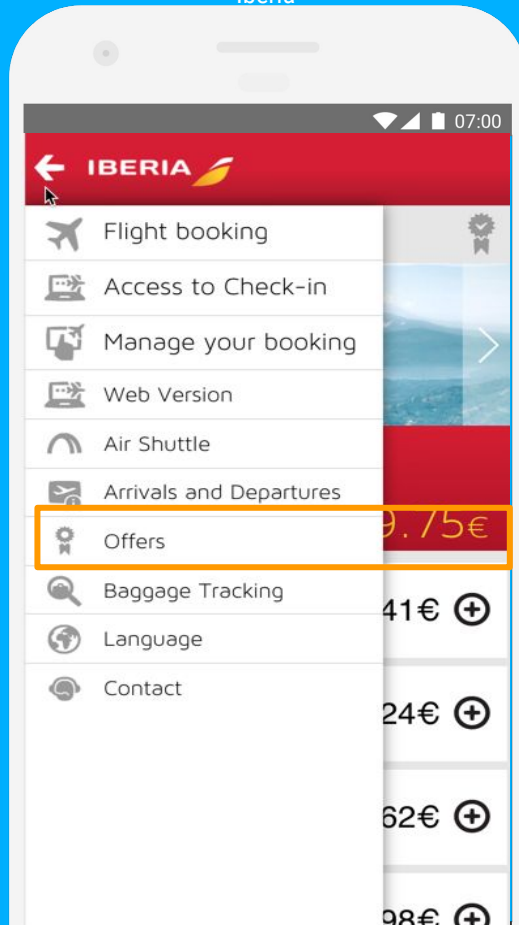 Iberia
07:00
IBERIA
Flight booking
Access to Check-in
Manage your booking
Web Version
Air Shuttle
Arrivals and Departures
9.75€
Offers
Baggage Tracking
41€
Language
Contact
24€
62€
98€